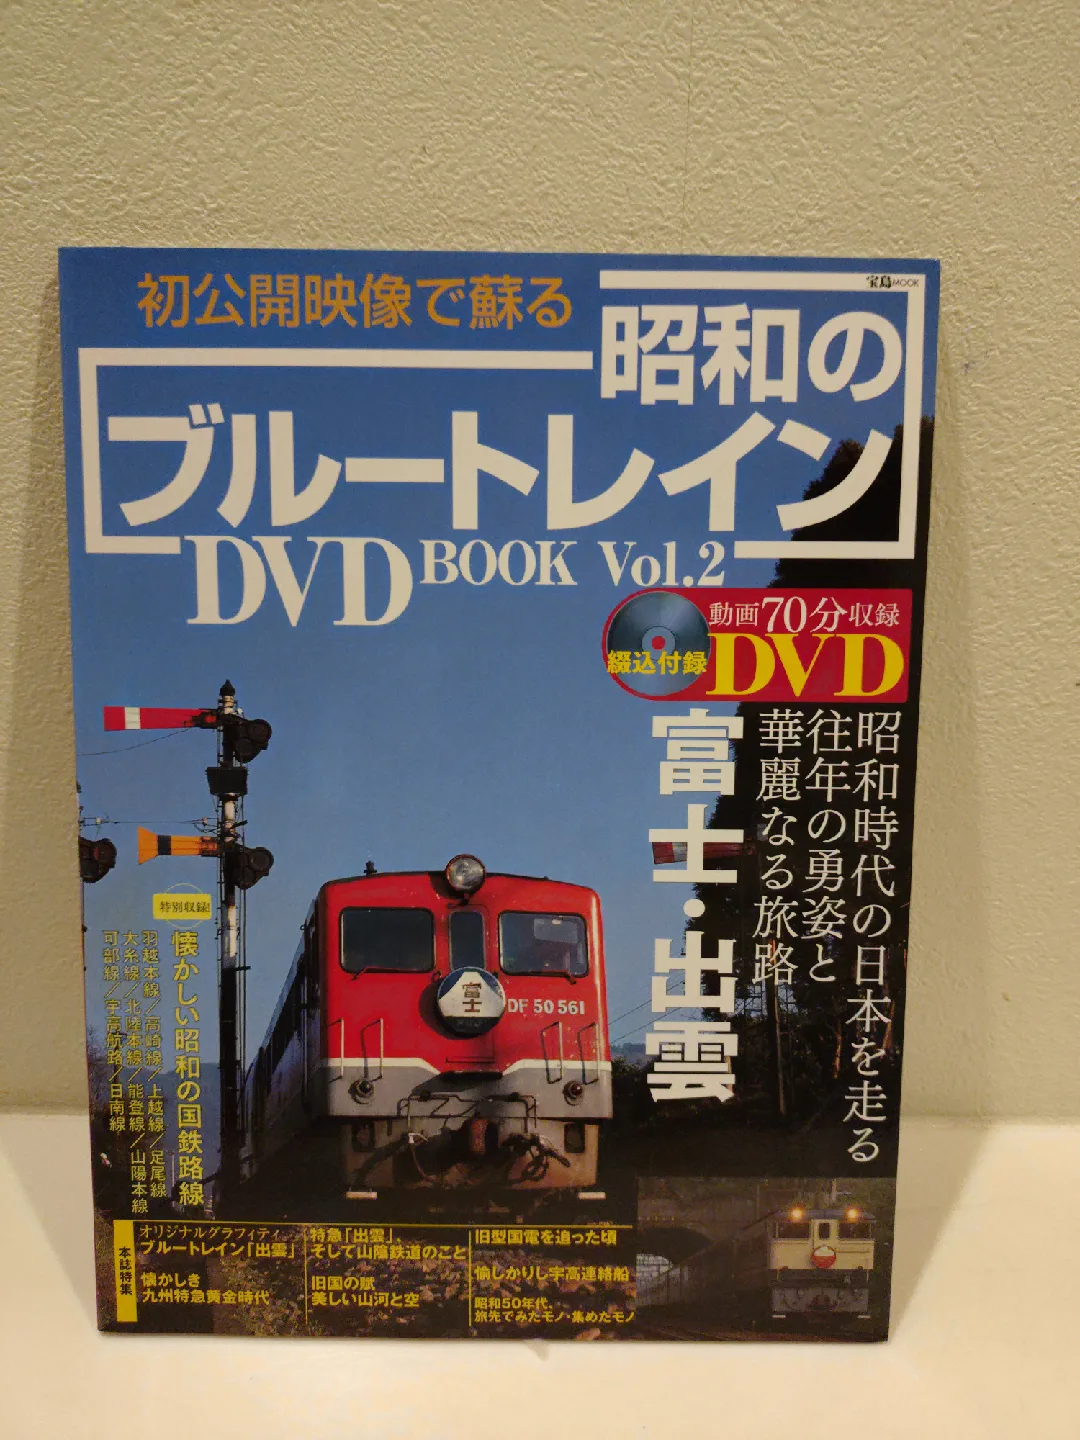 初公開映像で蘇る
宝島MOOK
昭和の
ブルートレイン
DVD BOOK Vol.2
動画70分収録
綴込付録
DVD
昭和時代の日本を走る
往年の勇姿と
華麗なる旅路
富士・出雲
富士
DF 50 561
特別収録!
懐かしい昭和の国鉄路線
羽越本線/高崎線/上越線/足尾線
大糸線/北陸本線/能登線/山陽本線
可部線/宇高航路/日南線
本誌特集
オリジナルグラフィティ
ブルートレイン「出雲」
懐かしき
九州特急黄金時代
特急「出雲」、
そして山陰鉄道のこと
旧国の賦
美しい山河と空
旧型国電を追った頃
愉しかりし宇高連絡船
昭和50年代、
旅先でみたモノ・集めたモノ